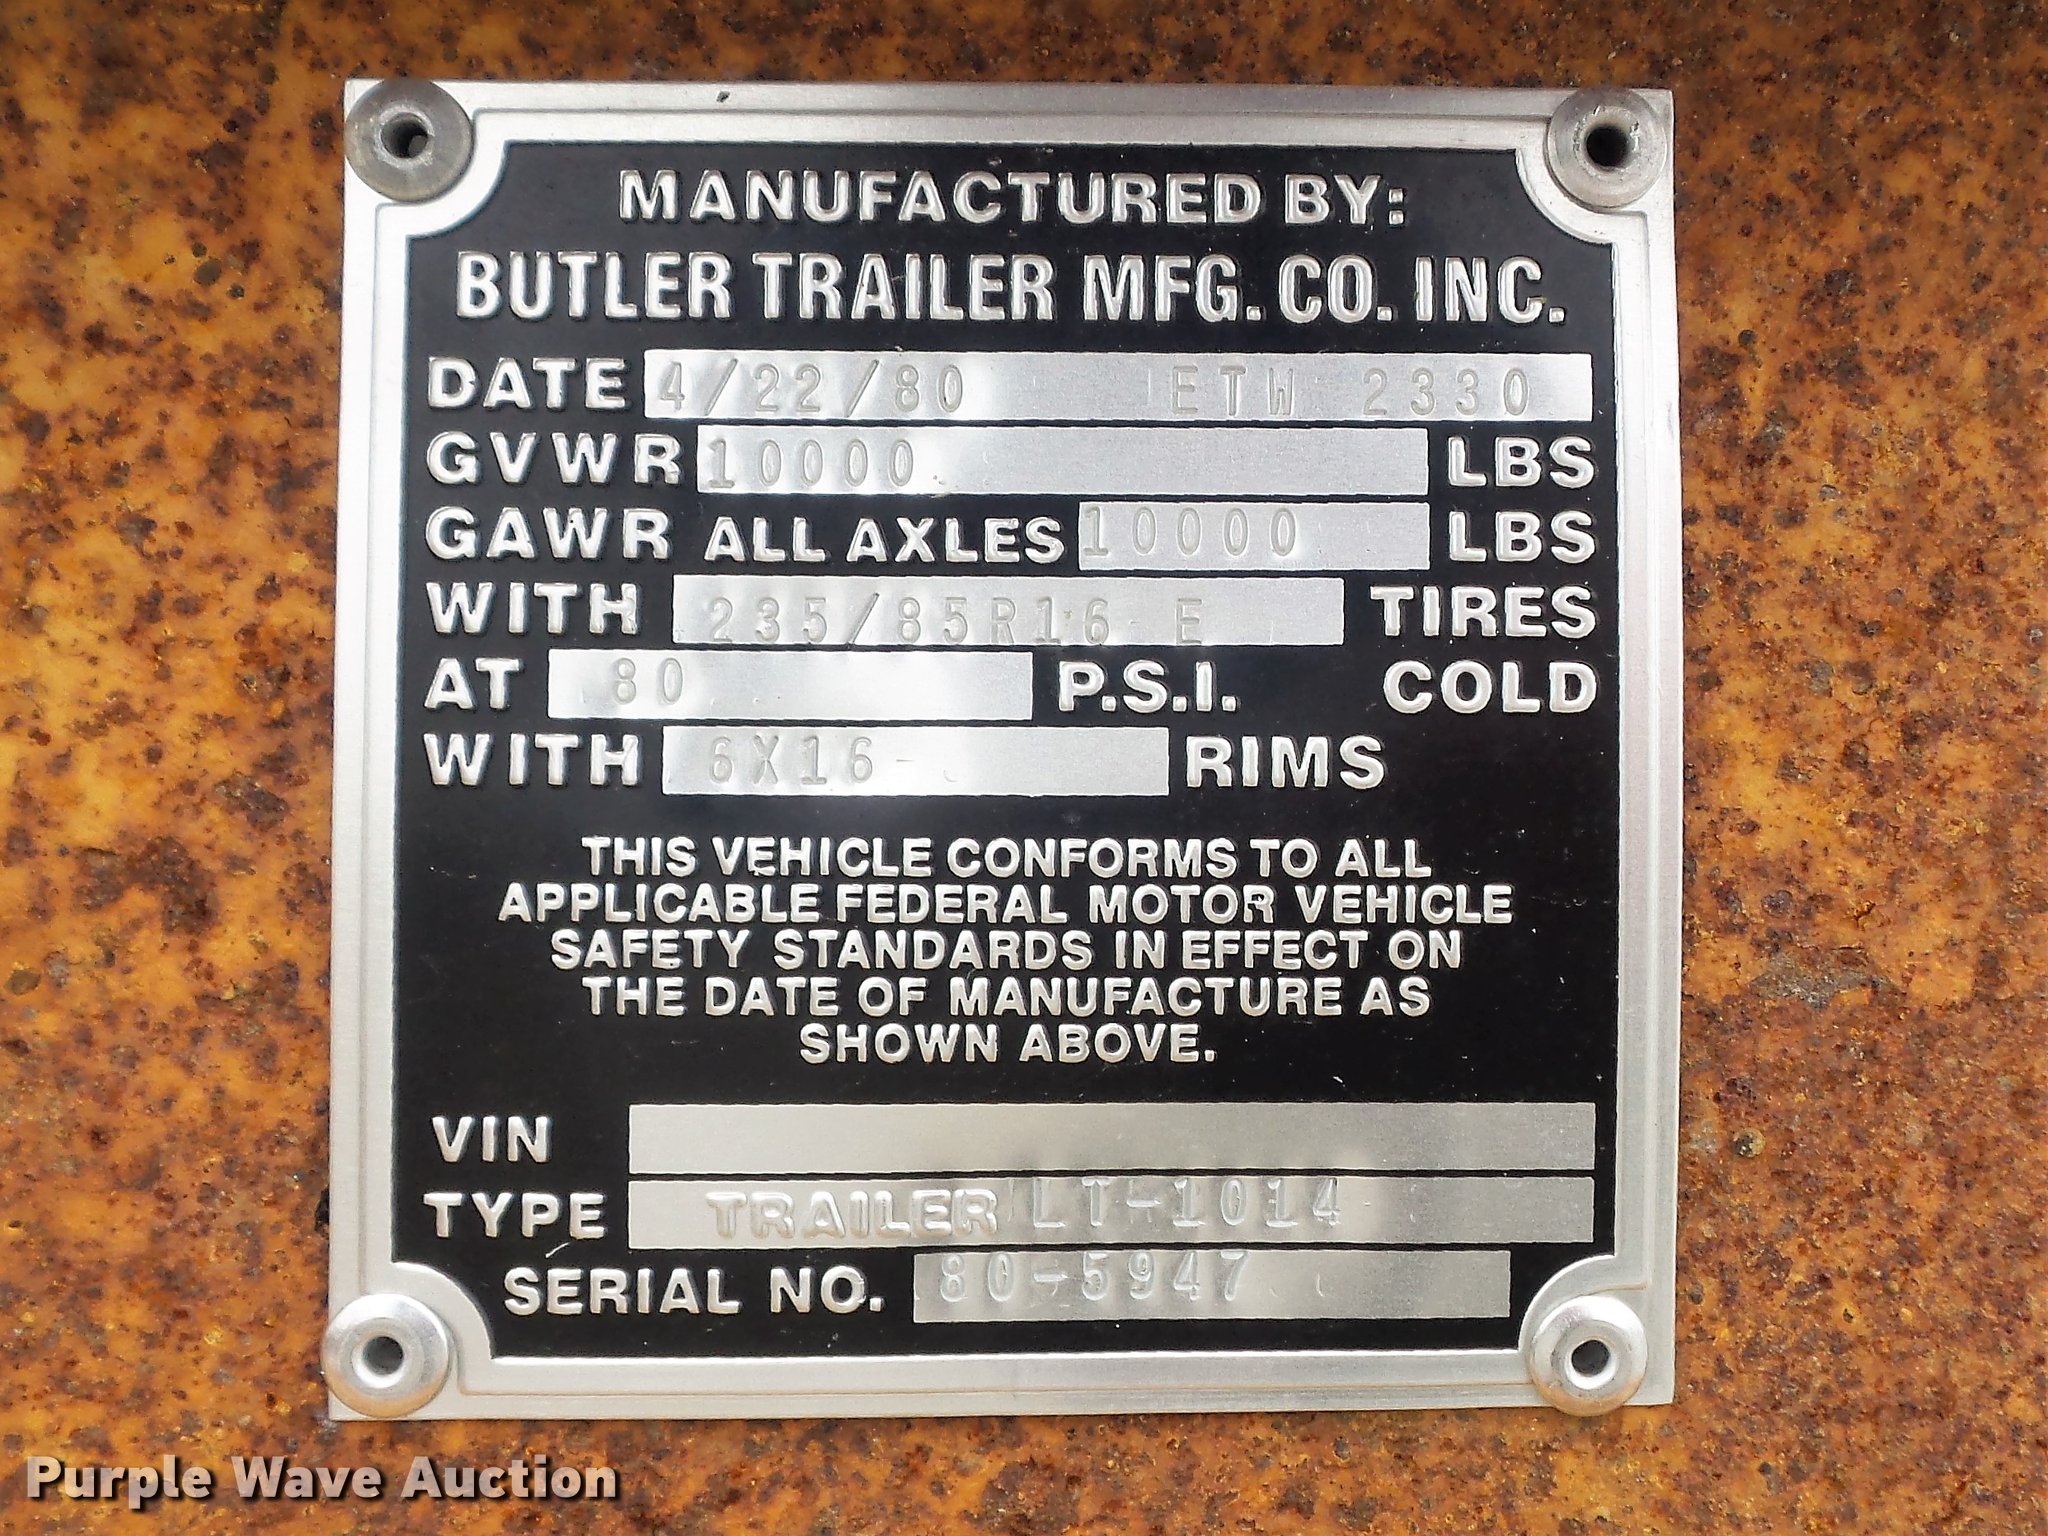 MANUFACTURED BY:
BUTLER TRAILER MFG. CO. INC.
DATE 4/22/80 ETW 2330
GVWR 10000 LBS
GAWR ALL AXLES 10000 LBS
WITH 235/85R16 E TIRES
AT 80 P.S.I. COLD
WITH 6X16 RIMS
THIS VEHICLE CONFORMS TO ALL
APPLICABLE FEDERAL MOTOR VEHICLE
SAFETY STANDARDS IN EFFECT ON
THE DATE OF MANUFACTURE AS
SHOWN ABOVE.
VIN
TYPE TRAILER LT-1014
SERIAL NO. 80-5947
Purple Wave Auction